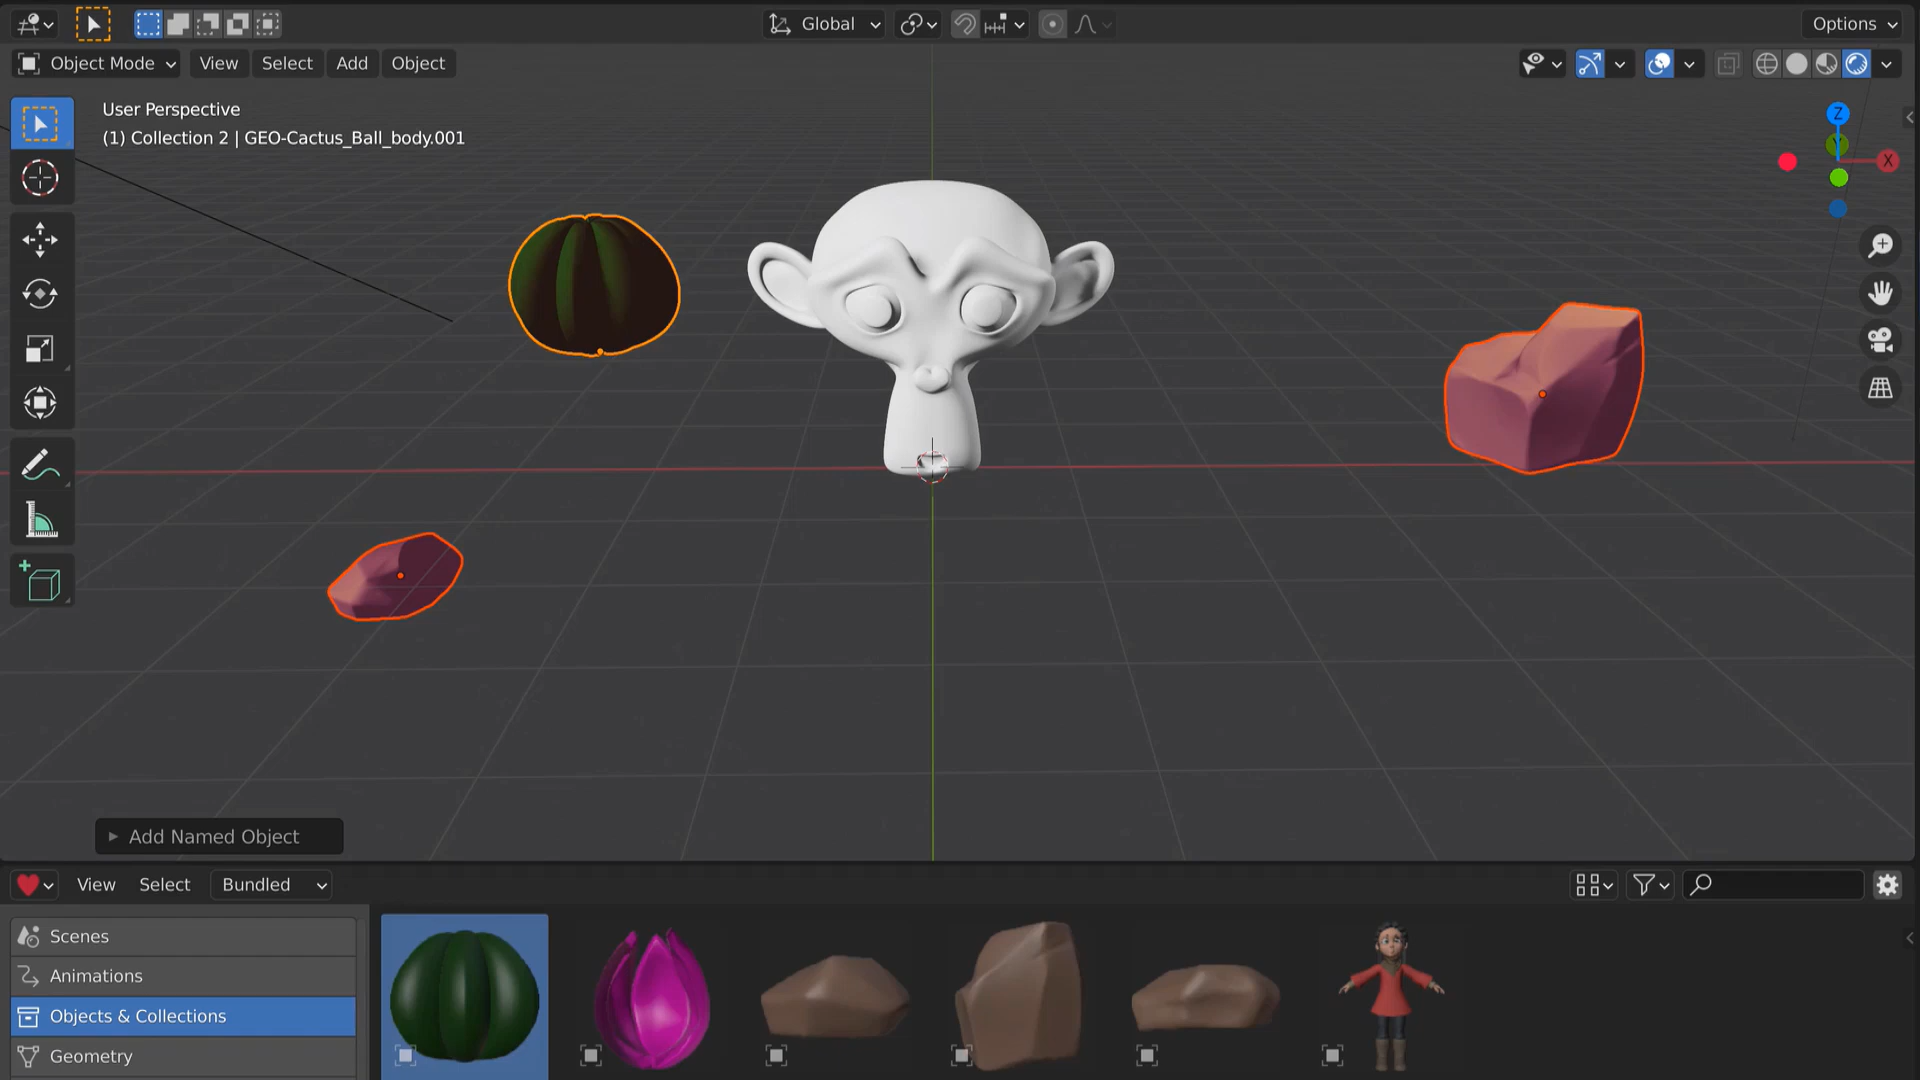 Global
Options
Object Mode
View
Select
Add
Object
User Perspective
(1) Collection 2 | GEO-Cactus_Ball_body.001
Z
Y
X
Add Named Object
View
Select
Bundled
Scenes
Animations
Objects & Collections
Geometry